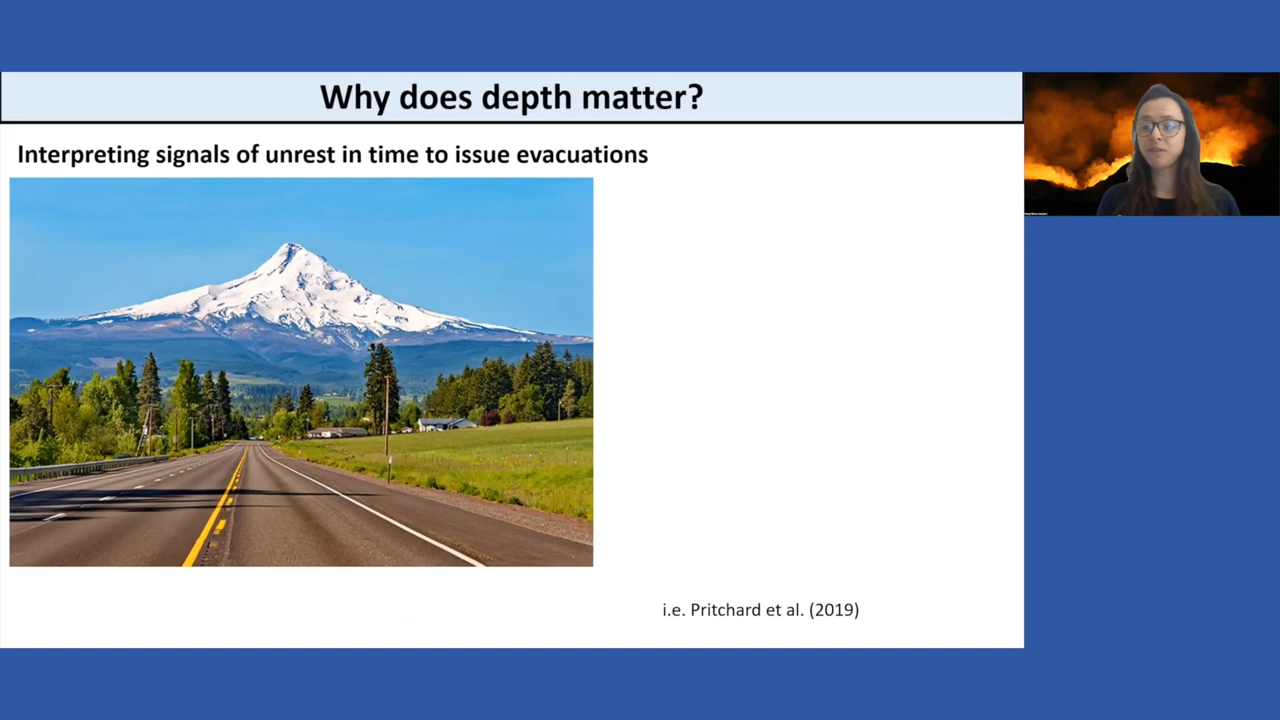 Why does depth matter?
Interpreting signals of unrest in time to issue evacuations
i.e. Pritchard et al. (2019)